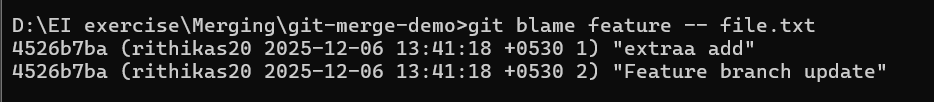 D:\EI exercise\Merging\git-merge-demo>git blame feature -- file.txt
4526b7ba (rithikas20 2025-12-06 13:41:18 +0530 1) "extraa add"
4526b7ba (rithikas20 2025-12-06 13:41:18 +0530 2) "Feature branch update"